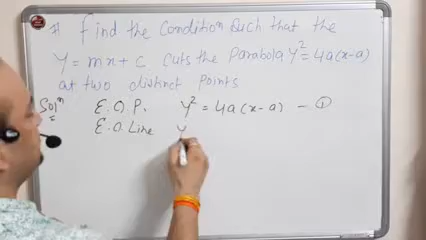 # find the Condition Such that the
Y = mx + c cuts the Parabola Y² = 4a(x-a)
at two distinct points
Solⁿ = E.O.P. Y² = 4a(x-a) - ①
E.O. Line Y